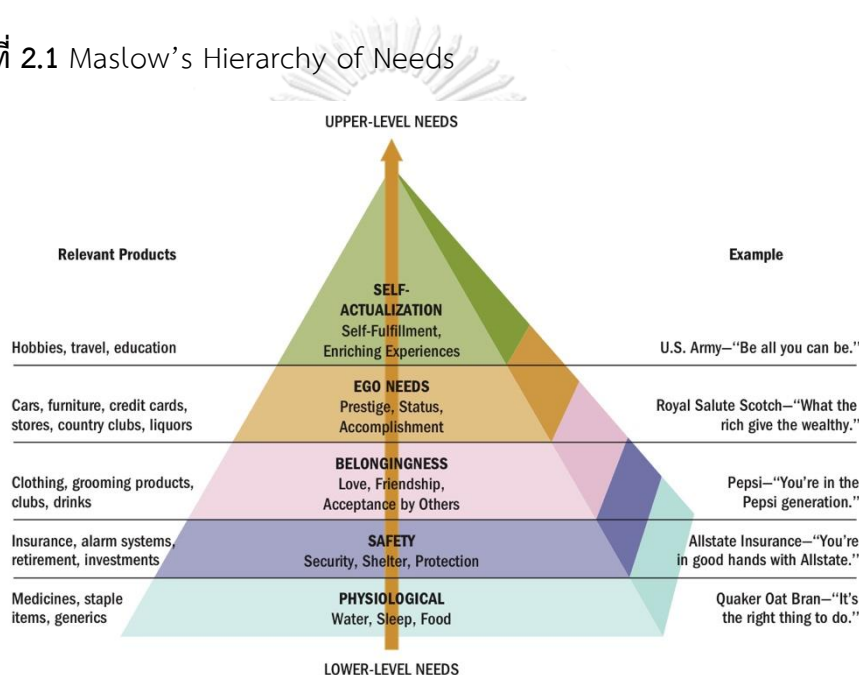 ที่ 2.1 Maslow's Hierarchy of Needs
UPPER-LEVEL NEEDS
Relevant Products
Example
SELF-
ACTUALIZATION
Self-Fulfillment,
Enriching Experiences
Hobbies, travel, education
U.S. Army—“Be all you can be.”
EGO NEEDS
Prestige, Status,
Accomplishment
Cars, furniture, credit cards,
stores, country clubs, liquors
Royal Salute Scotch—“What the
rich give the wealthy.”
BELONGINGNESS
Love, Friendship,
Acceptance by Others
Clothing, grooming products,
clubs, drinks
Pepsi—“You're in the
Pepsi generation.”
SAFETY
Security, Shelter, Protection
Insurance, alarm systems,
retirement, investments
Allstate Insurance—“You're
in good hands with Allstate.”
PHYSIOLOGICAL
Water, Sleep, Food
Medicines, staple
items, generics
Quaker Oat Bran—“It's
the right thing to do.”
LOWER-LEVEL NEEDS